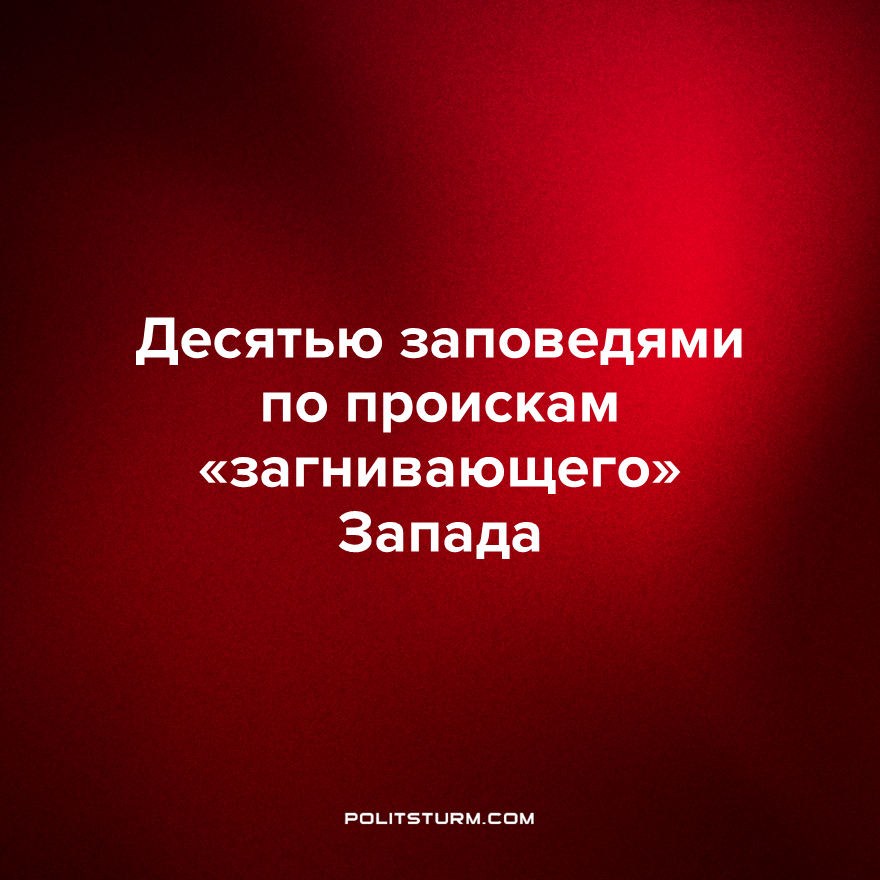 Десятью заповедями
по проискам
«загнивающего»
Запада
POLITSTURM.COM